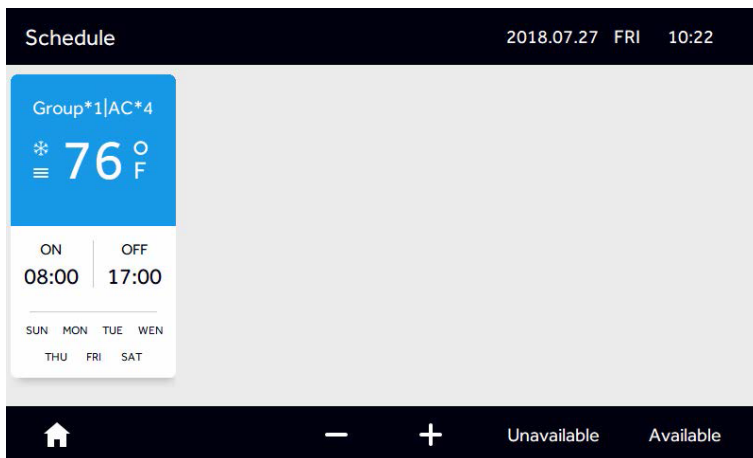 Schedule 2018.07.27 FRI 10:22
Group*1|AC*4
76 °F
ON OFF
08:00 17:00
SUN MON TUE WEN
THU FRI SAT
Unavailable Available